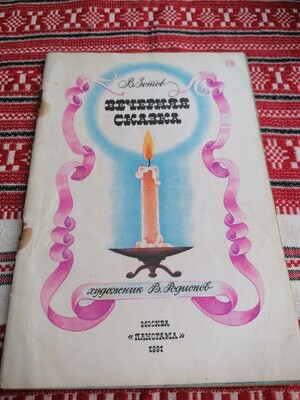 В. Зотов
ВЕЧЕРНЯЯ
СКАЗКА
художник В. Родионов
МОСКВА
«ПАНОРАМА»
1991